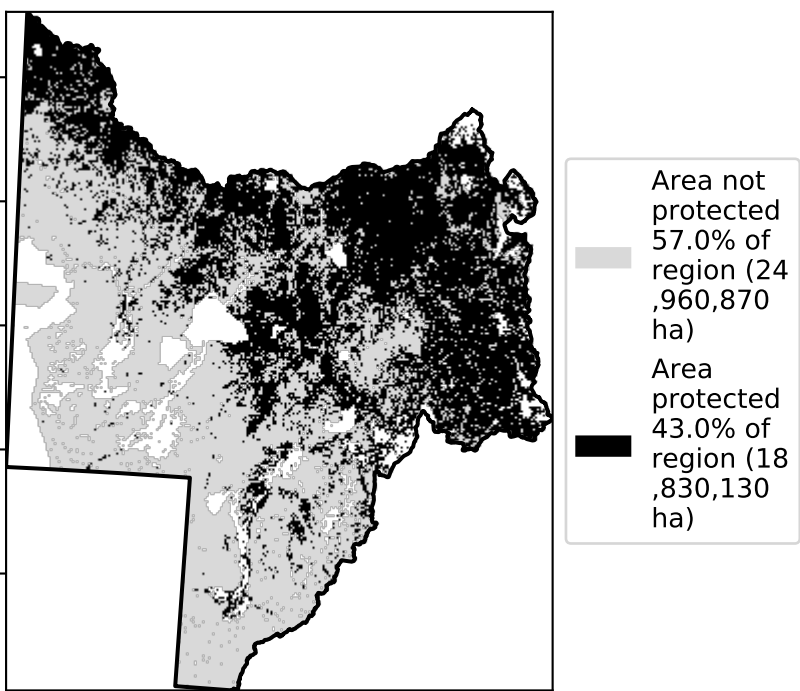 Area not
protected
57.0% of
region (24
,960,870
ha)
Area
protected
43.0% of
region (18
,830,130
ha)